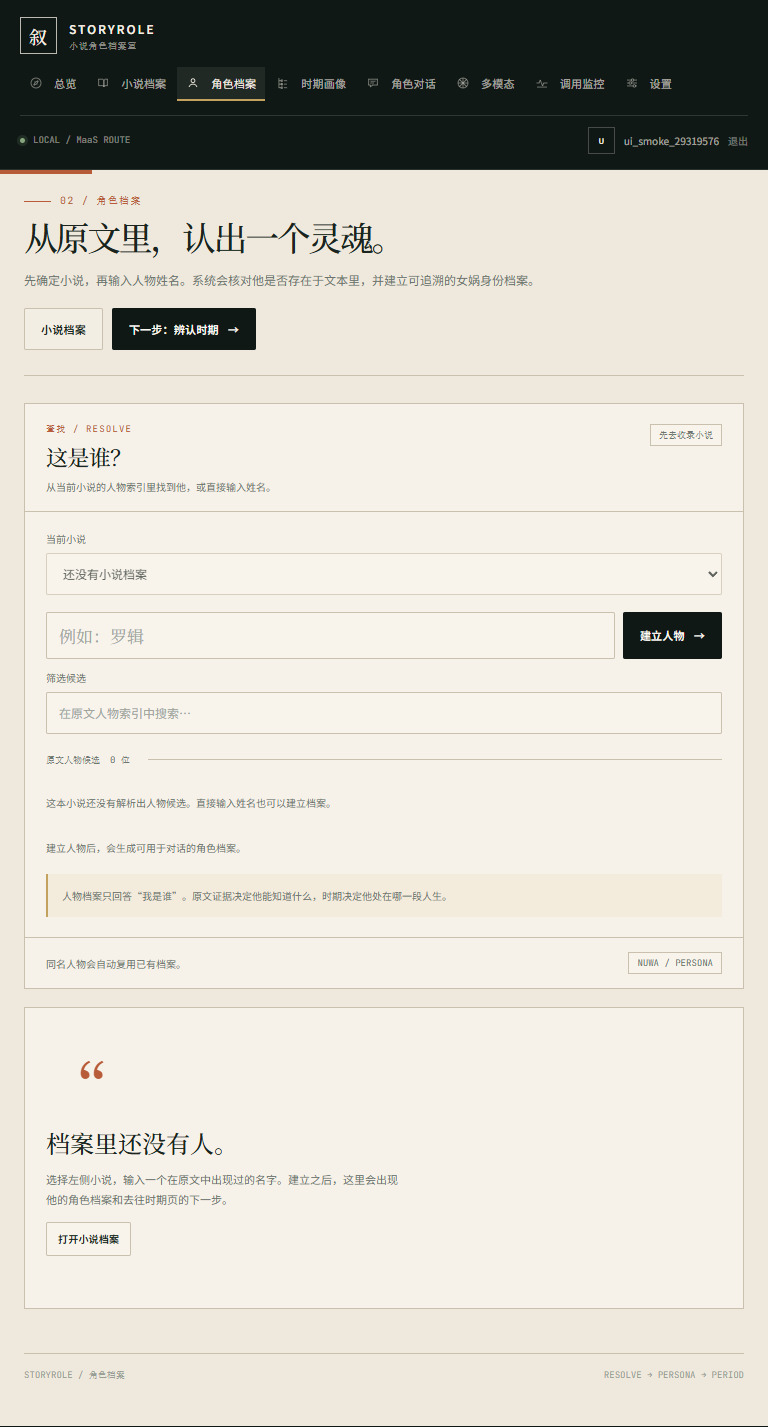 叙
STORYROLE
小说角色档案室
总览 小说档案 角色档案 时期画像 角色对话 多模态 调用监控 设置
LOCAL / MaaS ROUTE
U ui_smoke_29319576 退出
02 / 角色档案
从原文里，认出一个灵魂。
先确定小说，再输入人物姓名。系统会核对他是否存在于文本里，并建立可追溯的女娲身份档案。
小说档案 下一步：辨认时期 →
查找 / RESOLVE
先去收录小说
这是谁？
从当前小说的人物索引里找到他，或直接输入姓名。
当前小说
还没有小说档案
例如：罗辑
建立人物 →
筛选候选
在原文人物索引中搜索…
原文人物候选 0 位
这本小说还没有解析出人物候选。直接输入姓名也可以建立档案。
建立人物后，会生成可用于对话的角色档案。
人物档案只回答“我是谁”。原文证据决定他能知道什么，时期决定他处在哪一段人生。
同名人物会自动复用已有档案。
NUWA / PERSONA
“
档案里还没有人。
选择左侧小说，输入一个在原文中出现过的名字。建立之后，这里会出现
他的角色档案和去往时期页的下一步。
打开小说档案
STORYROLE / 角色档案
RESOLVE → PERSONA → PERIOD